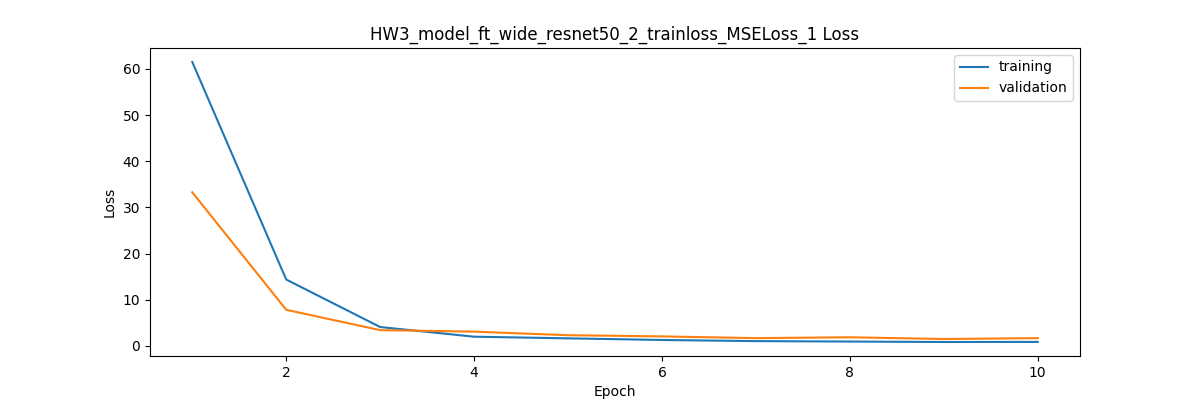 HW3_model_ft_wide_resnet50_2_trainloss_MSELoss_1 Loss
training
validation
60
50
40
30
20
10
0
Loss
2
4
6
8
10
Epoch